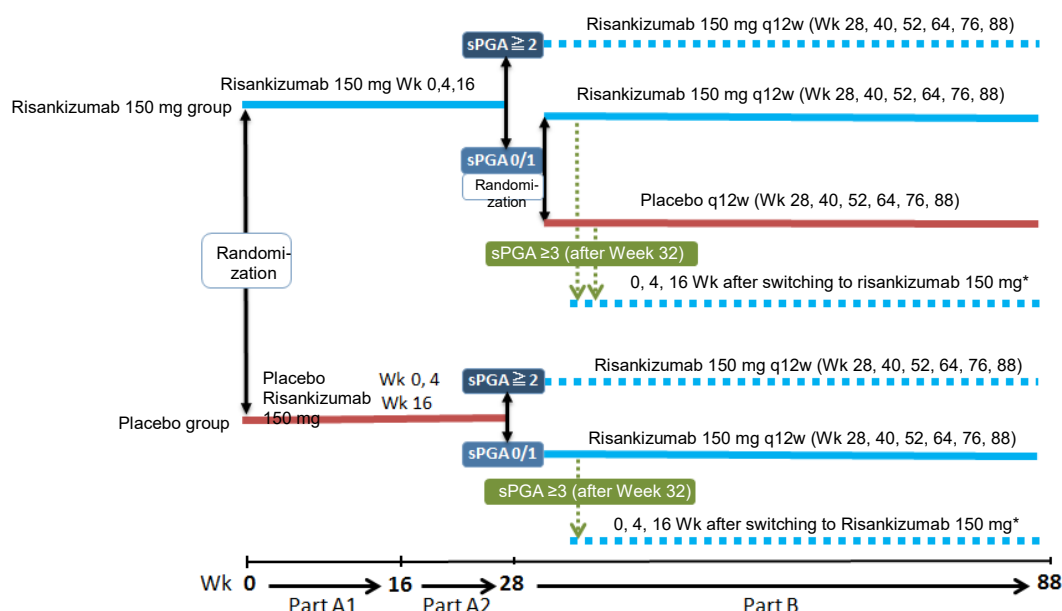 Risankizumab 150 mg q12w (Wk 28, 40, 52, 64, 76, 88)
sPGA ≧ 2
Risankizumab 150 mg Wk 0,4,16
Risankizumab 150 mg q12w (Wk 28, 40, 52, 64, 76, 88)
Risankizumab 150 mg group
sPGA 0/1
Randomi-
zation
Placebo q12w (Wk 28, 40, 52, 64, 76, 88)
Randomi-
zation
sPGA ≥3 (after Week 32)
0, 4, 16 Wk after switching to risankizumab 150 mg*
Risankizumab 150 mg q12w (Wk 28, 40, 52, 64, 76, 88)
Placebo Wk 0, 4
sPGA ≧ 2
Risankizumab
150 mg Wk 16
Placebo group
Risankizumab 150 mg q12w (Wk 28, 40, 52, 64, 76, 88)
sPGA 0/1
sPGA ≥3 (after Week 32)
0, 4, 16 Wk after switching to Risankizumab 150 mg*
Wk 0 16 28 88
Part A1 Part A2 Part B